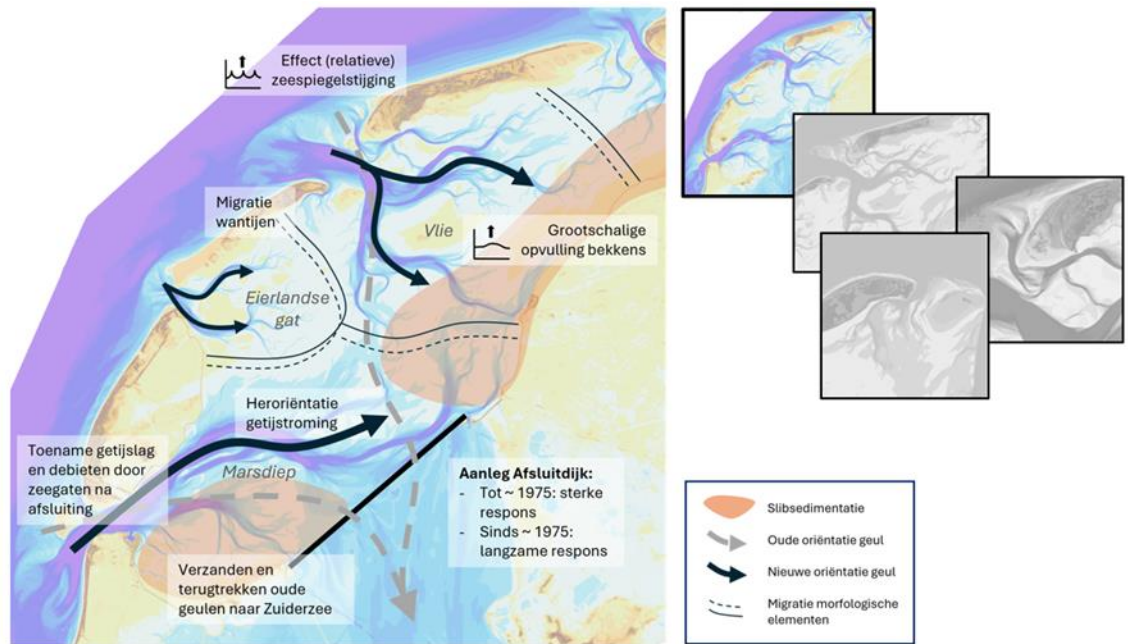 Effect (relatieve)
zeespiegelstijging
Migratie
wantijen
Vlie
Grootschalige
opvulling bekkens
Eierlandse
gat
Heroriëntatie
getijstroming
Toename getijslag
en debieten door
zeegaten na
afsluiting
Marsdiep
Aanleg Afsluitdijk:
- Tot ~ 1975: sterke
respons
- Sinds ~ 1975:
langzame respons
Verzanden en
terugtrekken oude
geulen naar Zuiderzee
Slibsedimentatie
Oude oriëntatie geul
Nieuwe oriëntatie geul
Migratie morfologische
elementen